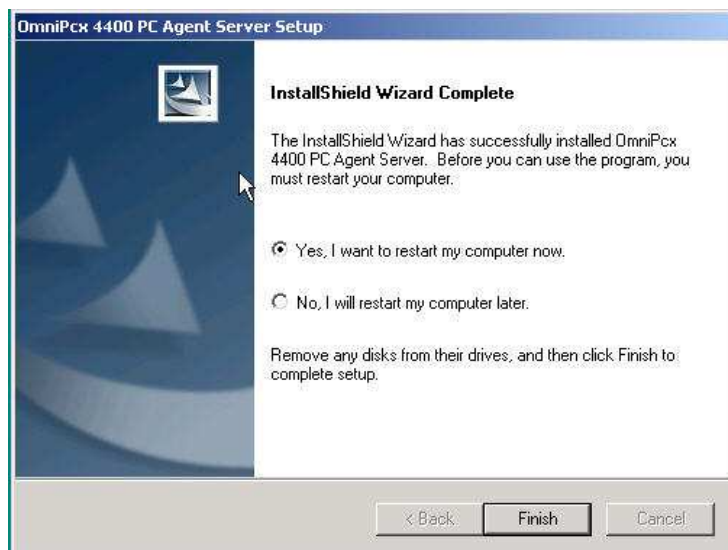 OmniPcx 4400 PC Agent Server Setup
InstallShield Wizard Complete
The InstallShield Wizard has successfully installed OmniPcx
4400 PC Agent Server. Before you can use the program, you
must restart your computer.
Yes, I want to restart my computer now.
No, I will restart my computer later.
Remove any disks from their drives, and then click Finish to
complete setup.
< Back
Finish
Cancel